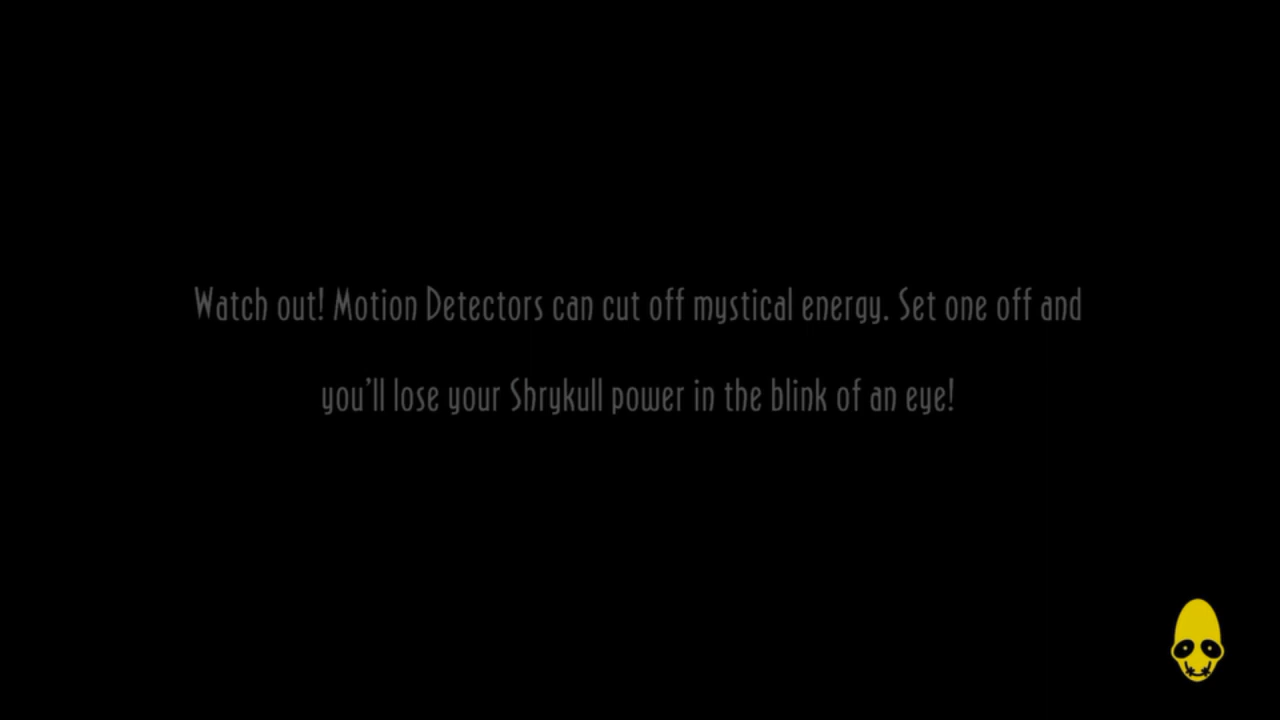 Watch out! Motion Detectors can cut off mystical energy. Set one off and
you'll lose your Shrykull power in the blink of an eye!